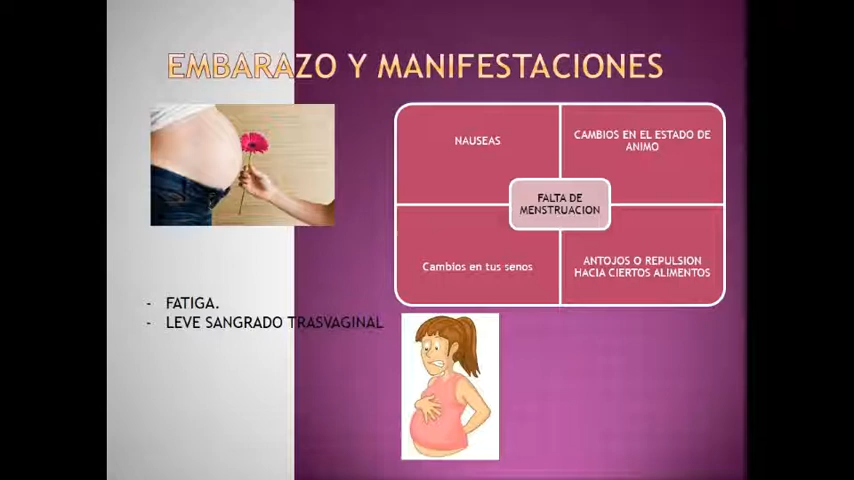 EMBARAZO Y MANIFESTACIONES
NAUSEAS
CAMBIOS EN EL ESTADO DE
ANIMO
FALTA DE
MENSTRUACION
Cambios en tus senos
ANTOJOS O REPULSION
HACIA CIERTOS ALIMENTOS
- FATIGA.
- LEVE SANGRADO TRASVAGINAL